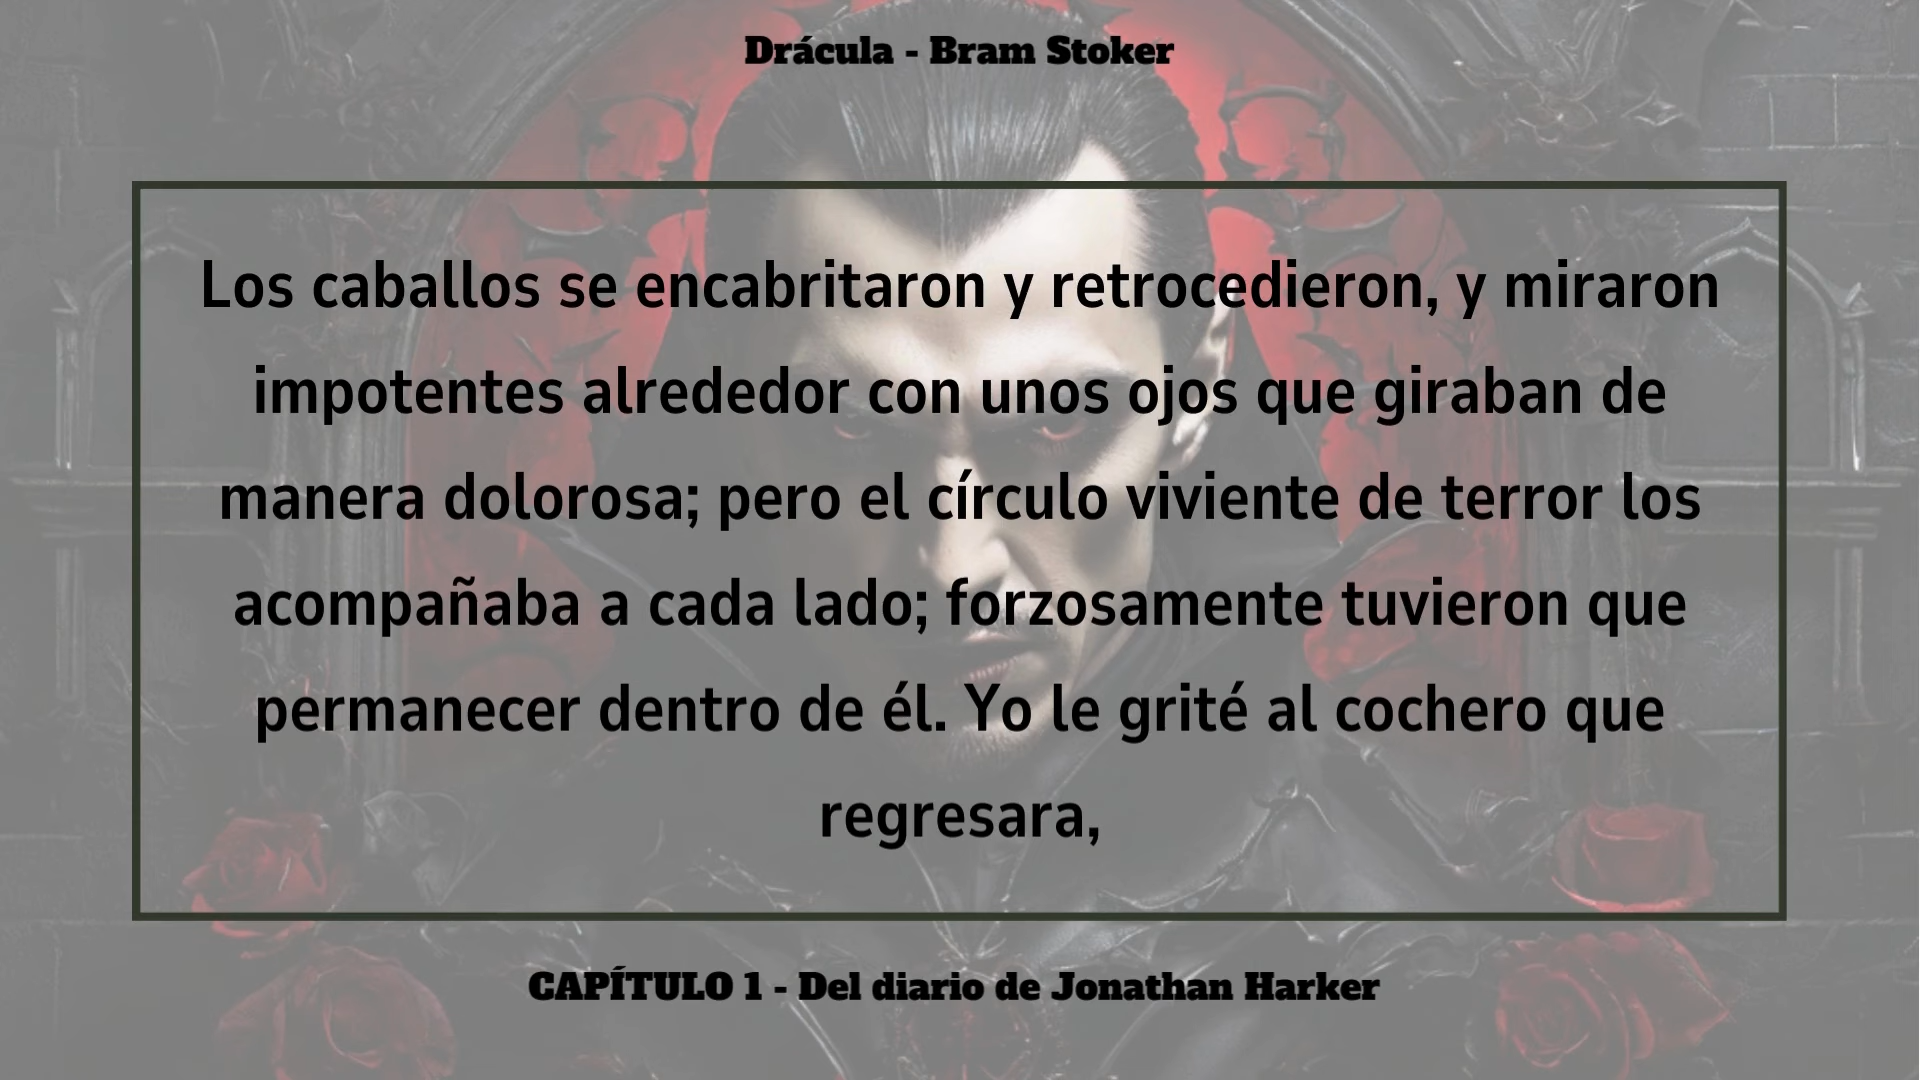 Drácula - Bram Stoker
Los caballos se encabritaron y retrocedieron, y miraron
impotentes alrededor con unos ojos que giraban de
manera dolorosa; pero el círculo viviente de terror los
acompañaba a cada lado; forzosamente tuvieron que
permanecer dentro de él. Yo le grité al cochero que
regresara,
CAPÍTULO 1 - Del diario de Jonathan Harker